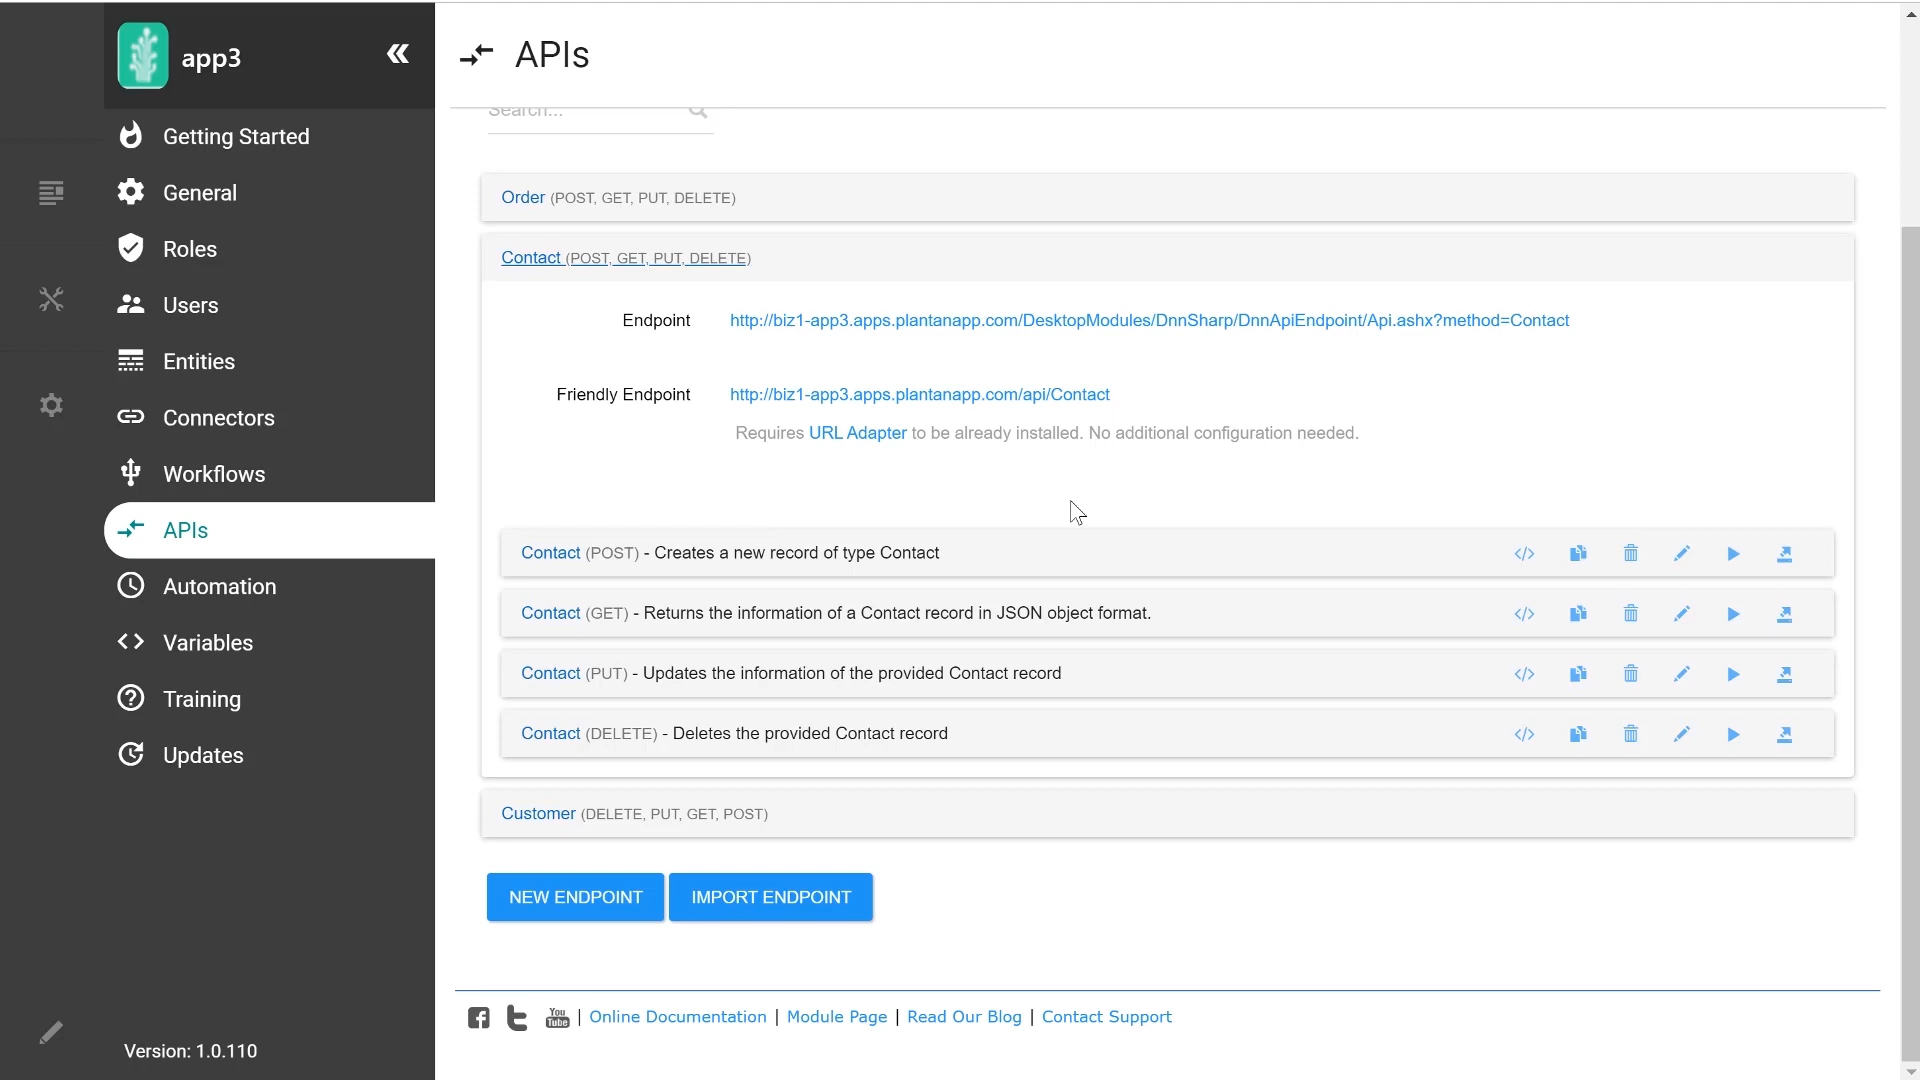 app3
Getting Started
General
Roles
Users
Entities
Connectors
Workflows
APIs
Automation
Variables
Training
Updates
Version: 1.0.110
APIs
Search...
Order (POST, GET, PUT, DELETE)
Contact (POST, GET, PUT, DELETE)
Endpoint http://biz1-app3.apps.plantanapp.com/DesktopModules/DnnSharp/DnnApiEndpoint/Api.ashx?method=Contact
Friendly Endpoint http://biz1-app3.apps.plantanapp.com/api/Contact
Requires URL Adapter to be already installed. No additional configuration needed.
Contact (POST) - Creates a new record of type Contact
Contact (GET) - Returns the information of a Contact record in JSON object format.
Contact (PUT) - Updates the information of the provided Contact record
Contact (DELETE) - Deletes the provided Contact record
Customer (DELETE, PUT, GET, POST)
NEW ENDPOINT IMPORT ENDPOINT
You Tube | Online Documentation | Module Page | Read Our Blog | Contact Support